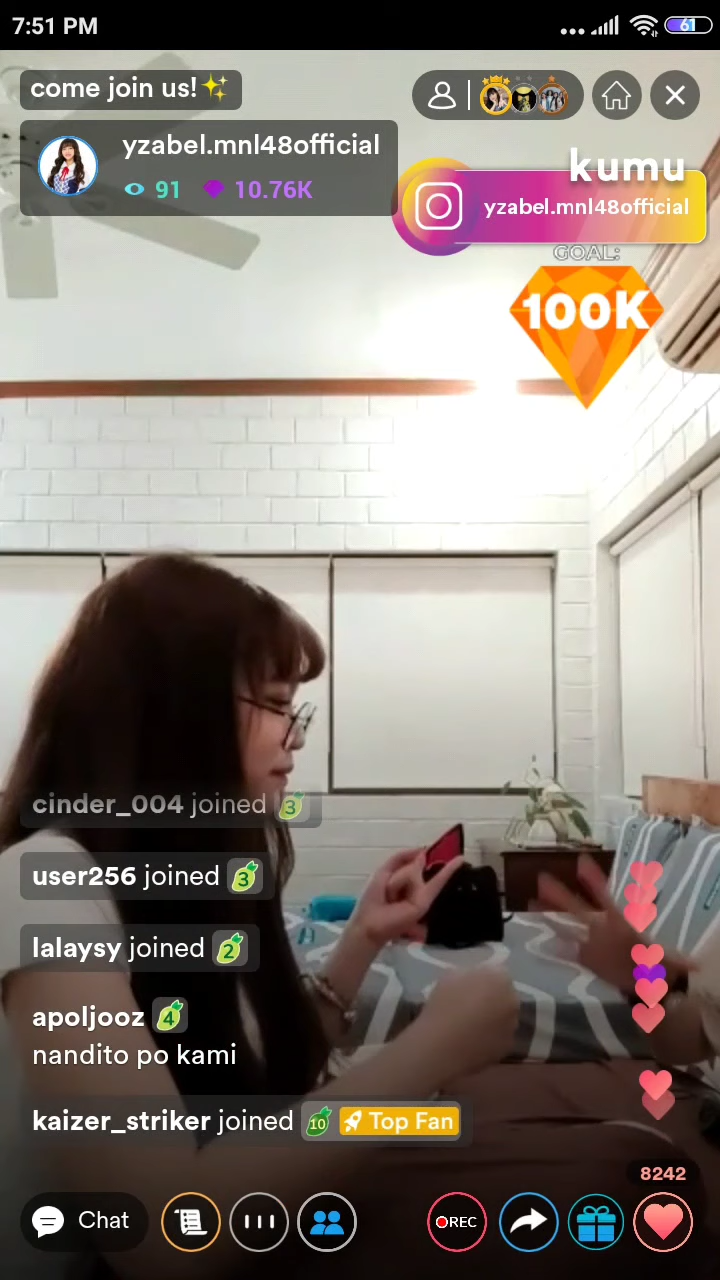 7:51 PM
61
come join us!✨
yzabel.mnl48official
91 10.76K
kumu
yzabel.mnl48official
GOAL:
100K
cinder_004 joined 3
user256 joined 3
lalaysy joined 2
apoljooz 4
nandito po kami
kaizer_striker joined 10 Top Fan
8242
Chat
REC